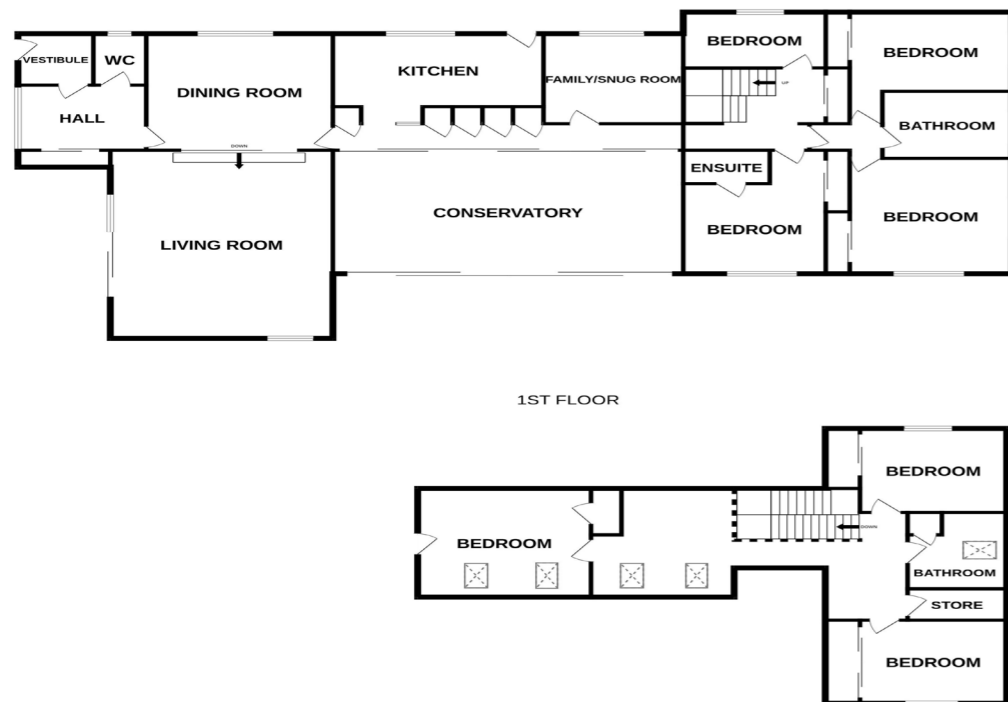 VESTIBULE
WC
DINING ROOM
KITCHEN
FAMILY/SNUG ROOM
BEDROOM
BEDROOM
UP
HALL
BATHROOM
DOWN
ENSUITE
CONSERVATORY
BEDROOM
BEDROOM
LIVING ROOM
1ST FLOOR
BEDROOM
DOWN
BEDROOM
BATHROOM
STORE
BEDROOM